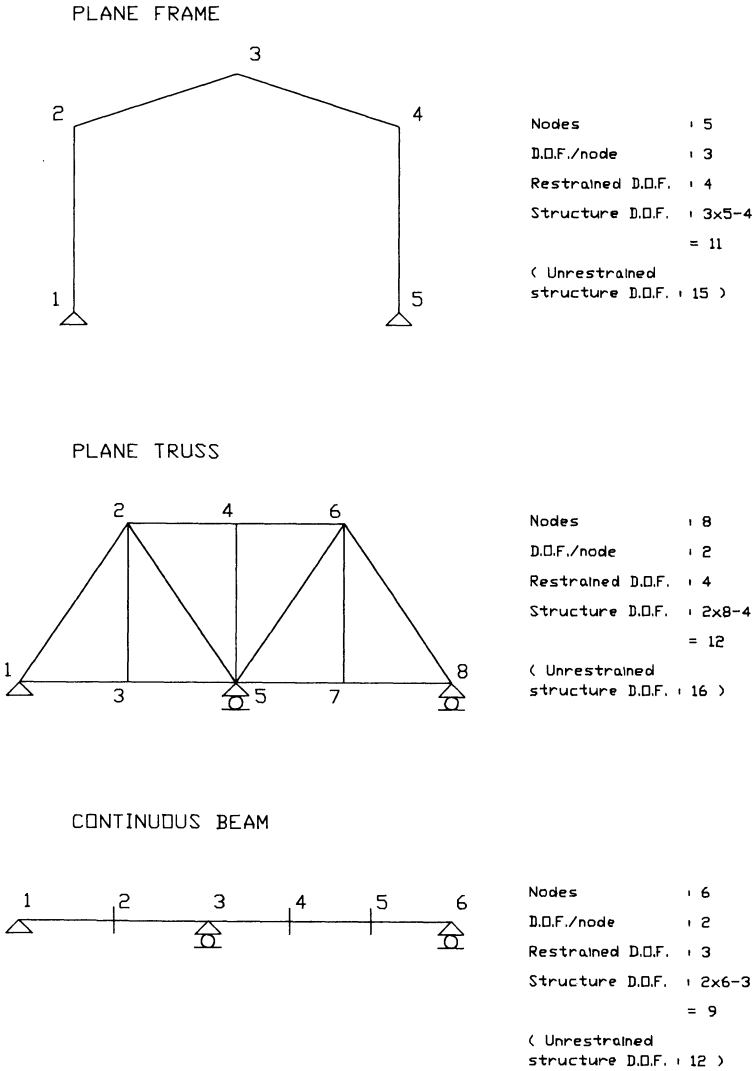 PLANE FRAME
3
2
4
1
5
Nodes : 5
D.O.F./node : 3
Restrained D.O.F. : 4
Structure D.O.F. : 3x5-4
= 11
( Unrestrained
structure D.O.F. : 15 )
PLANE TRUSS
2 4 6
1
3 5 7
8
Nodes : 8
D.O.F./node : 2
Restrained D.O.F. : 4
Structure D.O.F. : 2x8-4
= 12
( Unrestrained
structure D.O.F. : 16 )
CONTINUOUS BEAM
1 2 3 4 5 6
Nodes : 6
D.O.F./node : 2
Restrained D.O.F. : 3
Structure D.O.F. : 2x6-3
= 9
( Unrestrained
structure D.O.F. : 12 )